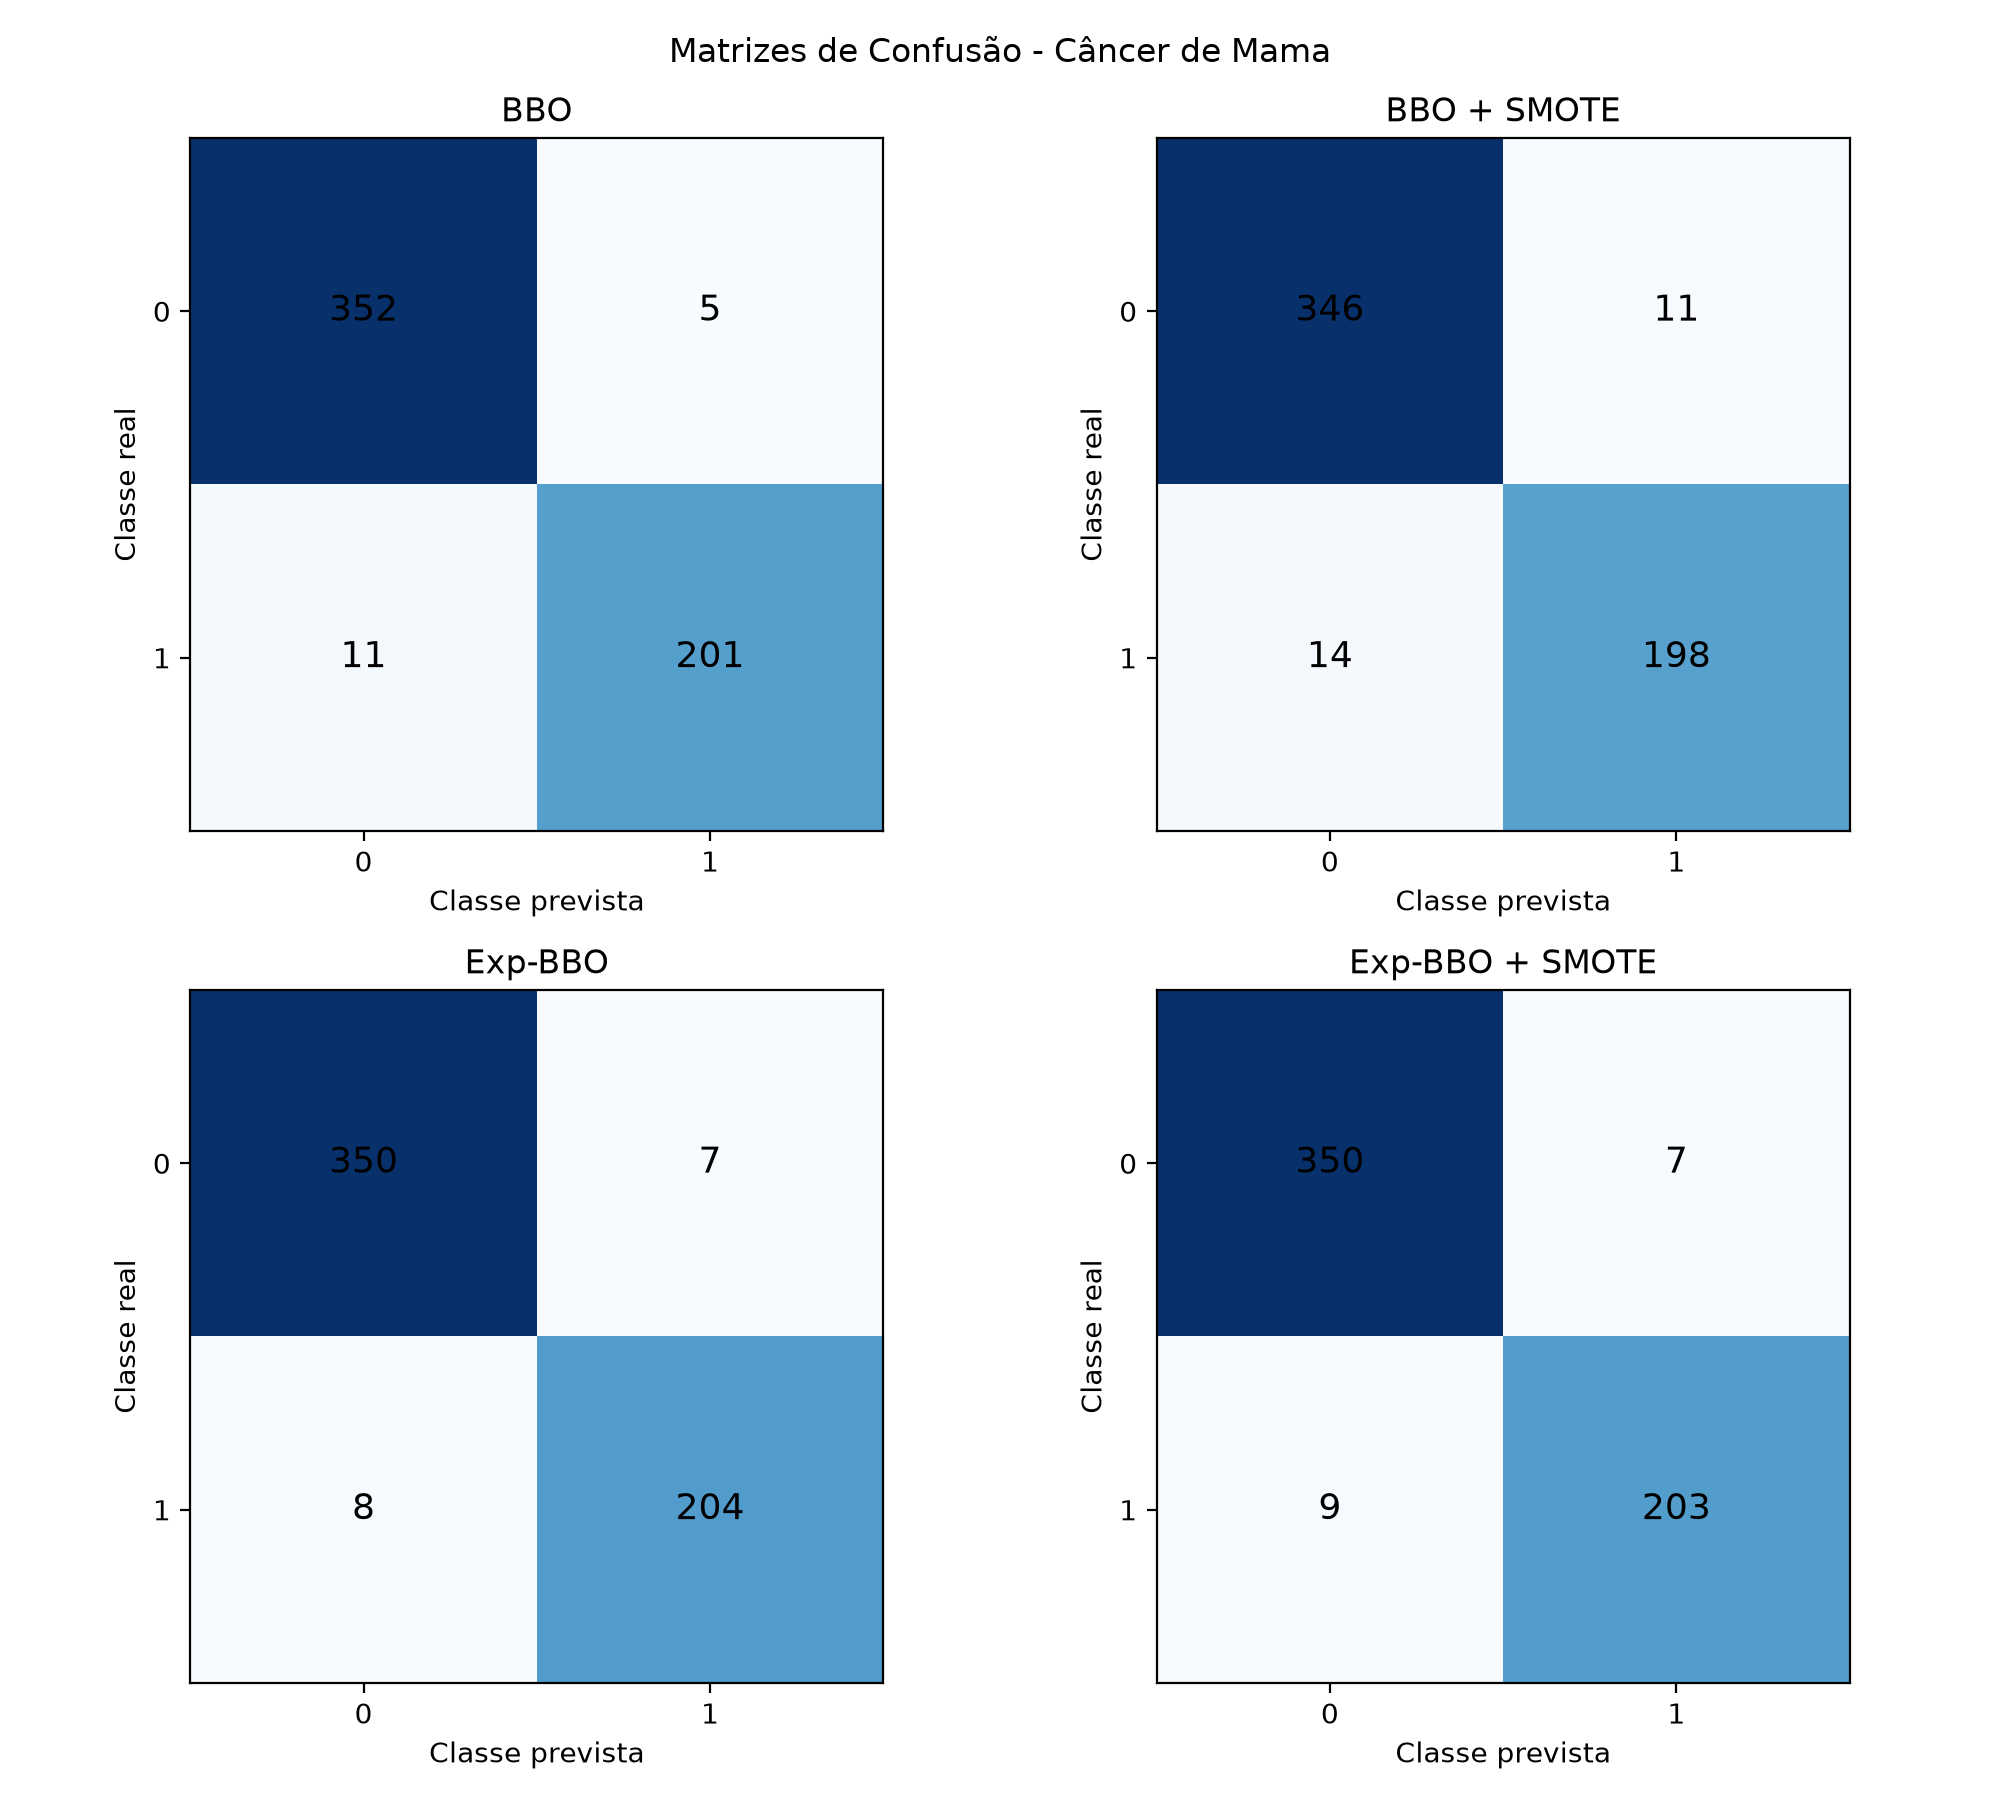 Matrizes de Confusão - Câncer de Mama
BBO
352
5
0
11
201
1
0
1
Classe real
Classe prevista
BBO + SMOTE
346
11
0
14
198
1
0
1
Classe real
Classe prevista
Exp-BBO
350
7
0
8
204
1
0
1
Classe real
Classe prevista
Exp-BBO + SMOTE
350
7
0
9
203
1
0
1
Classe real
Classe prevista